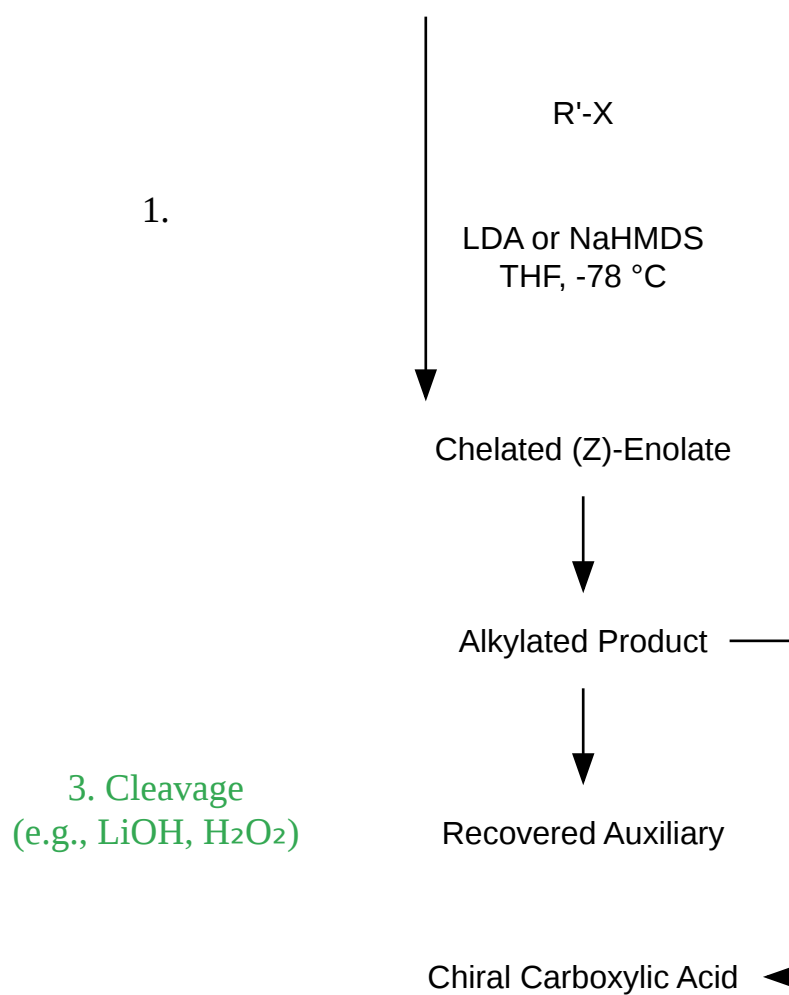 R'-X
1.
LDA or NaHMDS
THF, -78 °C
Chelated (Z)-Enolate
Alkylated Product
3. Cleavage
(e.g., LiOH, H₂O₂)
Recovered Auxiliary
Chiral Carboxylic Acid